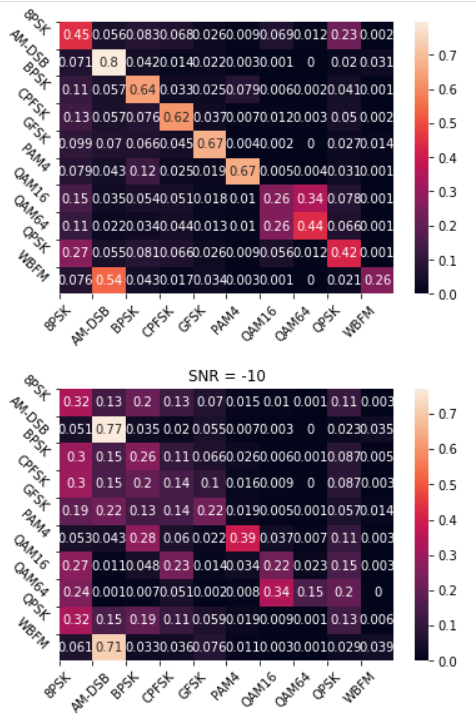 8PSK 0.45 0.056 0.083 0.068 0.026 0.009 0.069 0.012 0.23 0.002
AM-DSB 0.071 0.8 0.042 0.014 0.022 0.003 0.001 0 0.02 0.031
BPSK 0.11 0.057 0.64 0.033 0.025 0.079 0.006 0.002 0.041 0.001
CPFSK 0.13 0.057 0.076 0.62 0.037 0.007 0.012 0.003 0.05 0.002
GFSK 0.099 0.07 0.066 0.045 0.67 0.004 0.002 0 0.027 0.014
PAM4 0.079 0.043 0.12 0.025 0.019 0.67 0.005 0.004 0.031 0.001
QAM16 0.15 0.035 0.054 0.051 0.018 0.01 0.26 0.34 0.078 0.001
QAM64 0.11 0.022 0.034 0.044 0.013 0.01 0.26 0.44 0.066 0.001
QPSK 0.27 0.055 0.081 0.066 0.026 0.009 0.056 0.012 0.42 0.001
WBFM 0.076 0.54 0.043 0.017 0.034 0.003 0.001 0 0.021 0.26
8PSK AM-DSB BPSK CPFSK GFSK PAM4 QAM16 QAM64 QPSK WBFM
0.7
0.6
0.5
0.4
0.3
0.2
0.1
0.0
SNR = -10
8PSK 0.32 0.13 0.2 0.13 0.07 0.015 0.01 0.001 0.11 0.003
AM-DSB 0.051 0.77 0.035 0.02 0.055 0.007 0.003 0 0.023 0.035
BPSK 0.3 0.15 0.26 0.11 0.066 0.026 0.006 0.001 0.087 0.005
CPFSK 0.3 0.15 0.2 0.14 0.1 0.016 0.009 0 0.087 0.003
GFSK 0.19 0.22 0.13 0.14 0.22 0.019 0.005 0.001 0.057 0.014
PAM4 0.053 0.043 0.28 0.06 0.022 0.39 0.037 0.007 0.11 0.003
QAM16 0.27 0.011 0.048 0.23 0.014 0.034 0.22 0.023 0.15 0.003
QAM64 0.24 0.001 0.007 0.051 0.002 0.008 0.34 0.15 0.2 0
QPSK 0.32 0.15 0.19 0.11 0.059 0.019 0.009 0.001 0.13 0.006
WBFM 0.061 0.71 0.033 0.036 0.076 0.011 0.003 0.001 0.029 0.039
8PSK AM-DSB BPSK CPFSK GFSK PAM4 QAM16 QAM64 QPSK WBFM
0.7
0.6
0.5
0.4
0.3
0.2
0.1
0.0